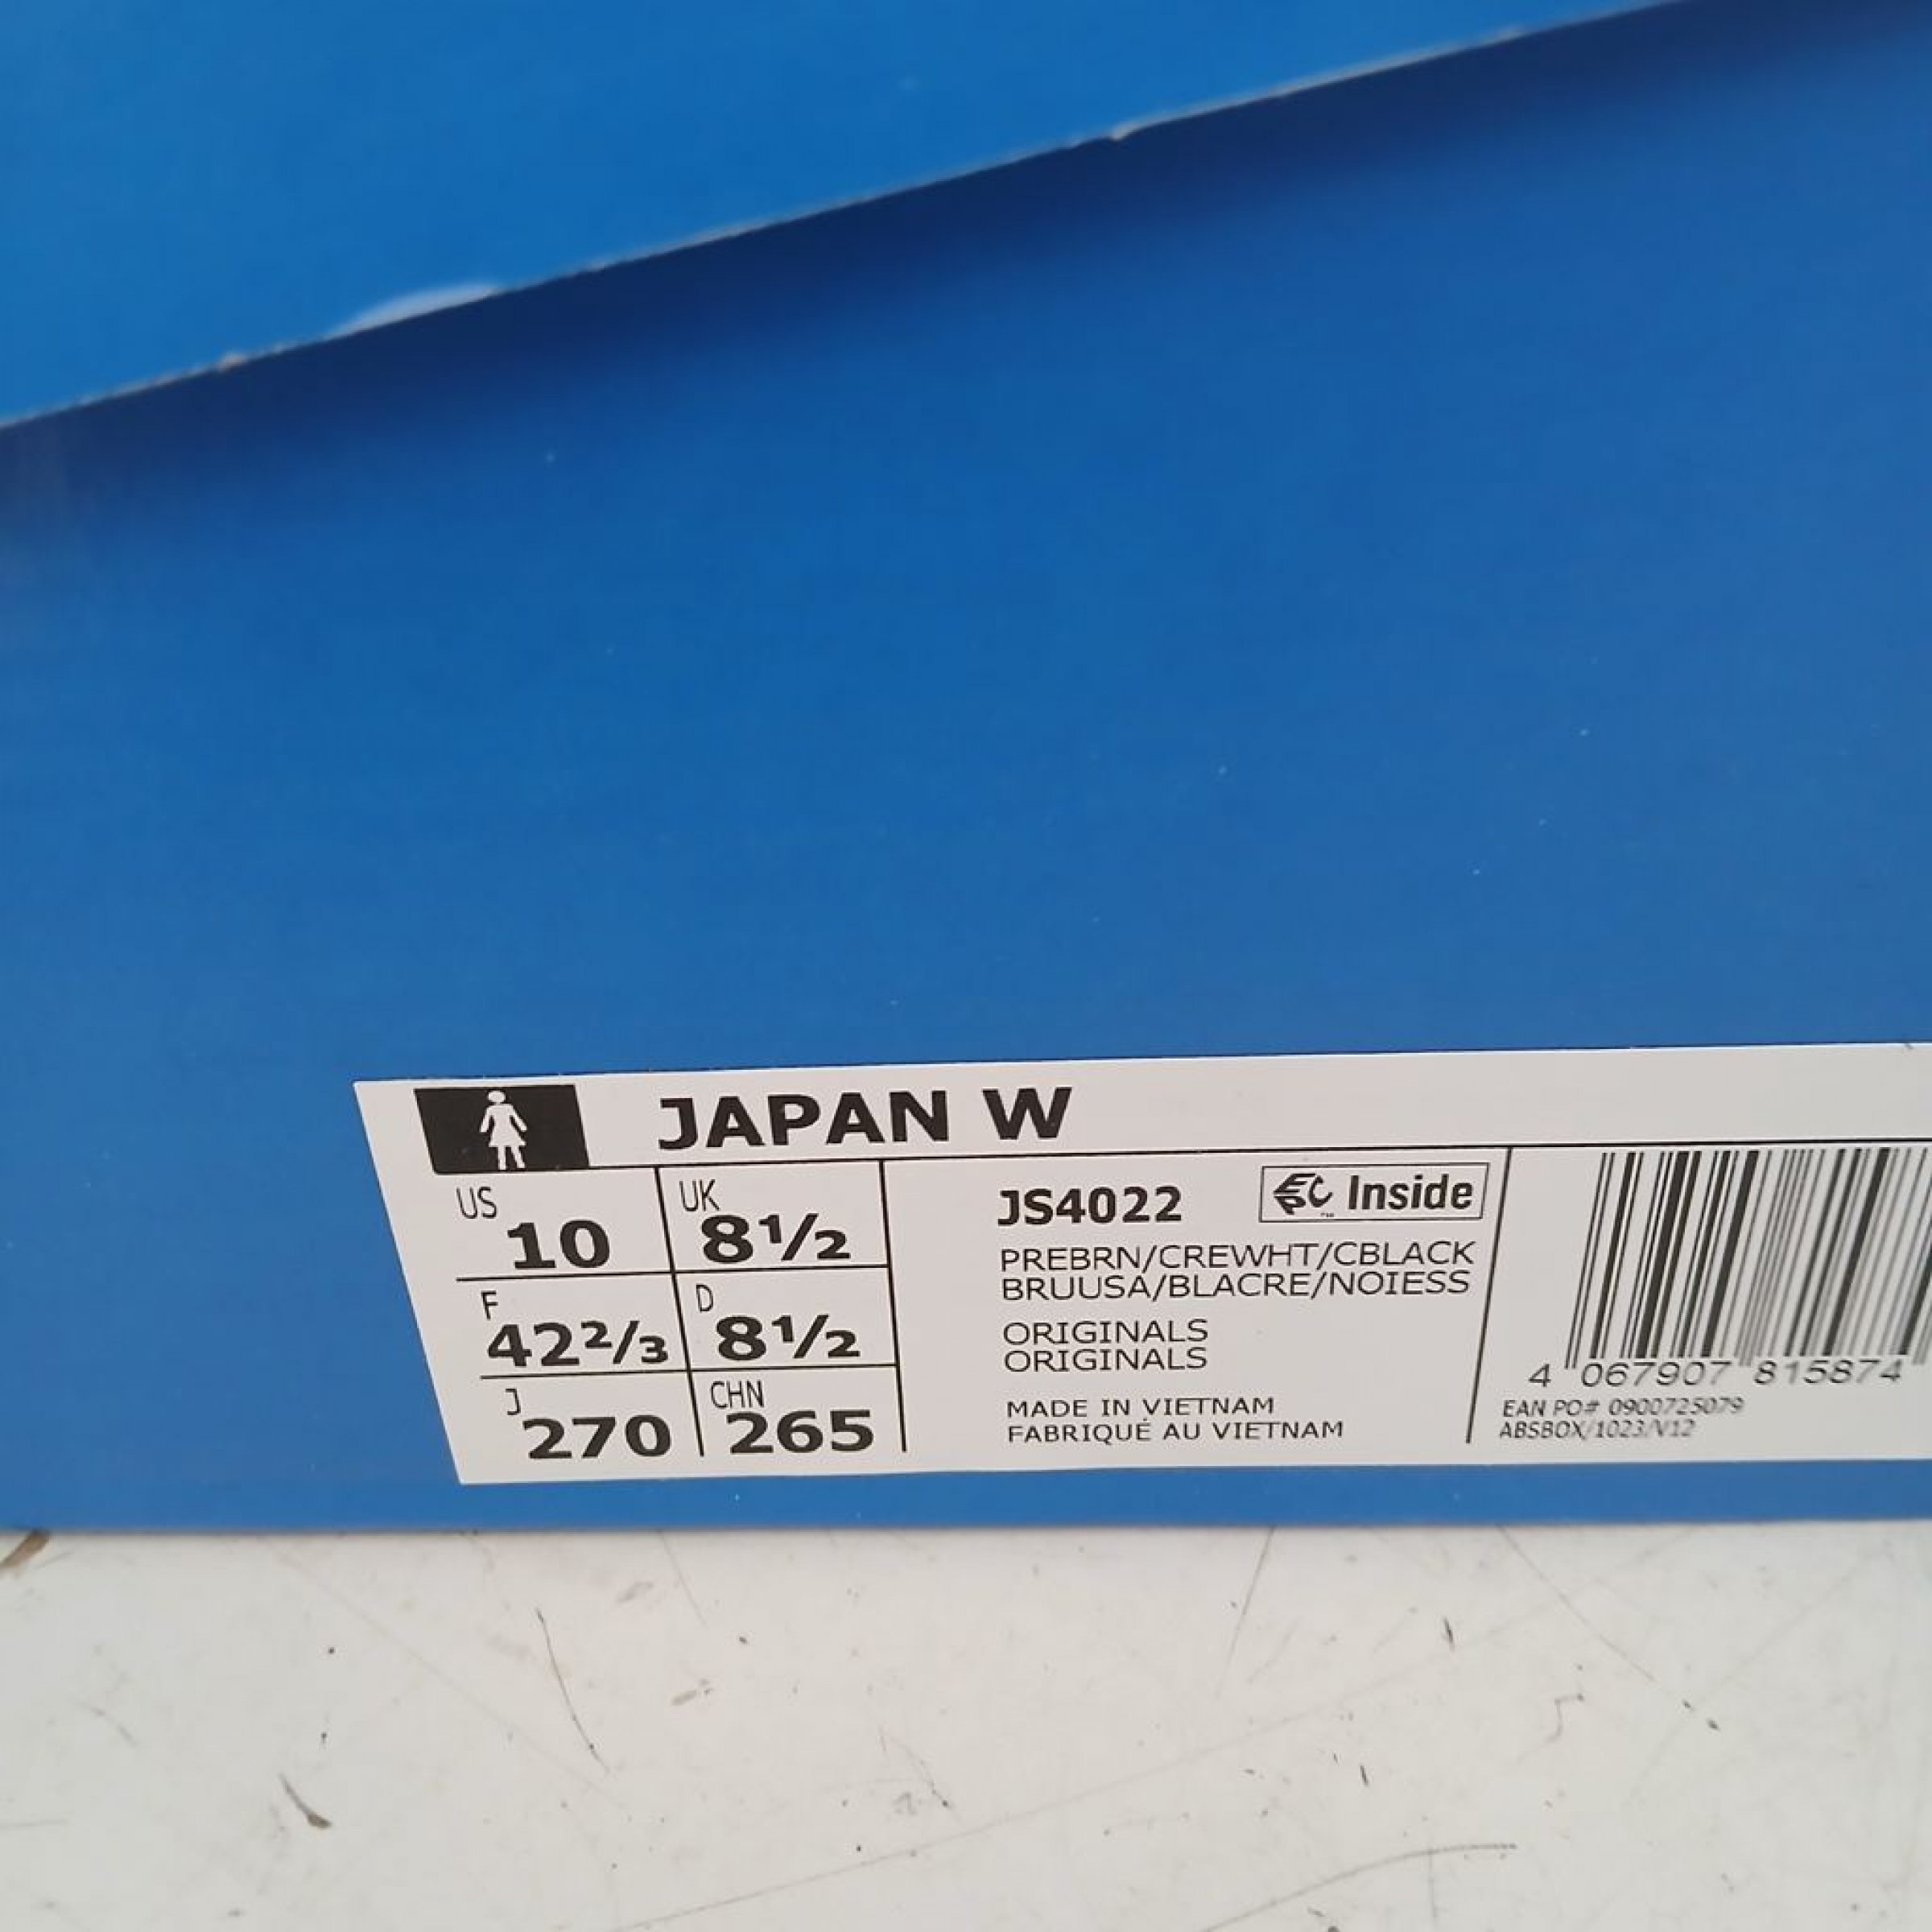 JAPAN W
US 10 UK 8½
F 42⅔ D 8½
J 270 CHN 265
JS4022
Inside
PREBRN/CREWHT/CBLACK
BRUUSA/BLACRE/NOIESS
ORIGINALS
ORIGINALS
MADE IN VIETNAM
FABRIQUÉ AU VIETNAM
4 067907 815874
EAN PO# 0900725079
ABSBOX/1023/V12